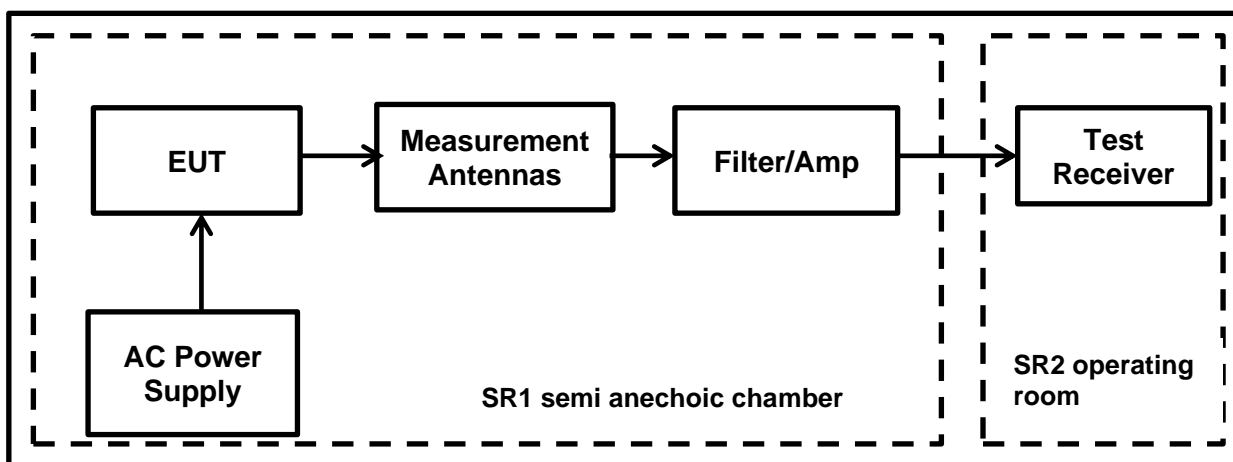 EUT
Measurement
Antennas
Filter/Amp
Test
Receiver
AC Power
Supply
SR1 semi anechoic chamber
SR2 operating
room